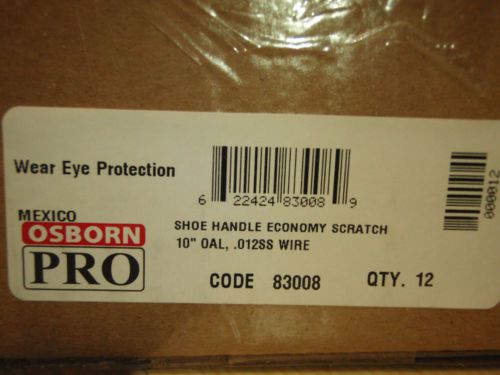 Wear Eye Protection
6 22424 83008 9
000012
MEXICO
OSBORN
PRO
SHOE HANDLE ECONOMY SCRATCH
10" OAL, .012SS WIRE
CODE 83008 QTY. 12